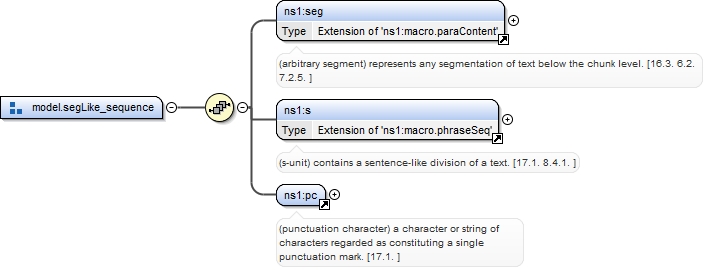 ns1:seg
Type Extension of 'ns1:macro.paraContent'
(arbitrary segment) represents any segmentation of text below the chunk level. [16.3. 6.2.
7.2.5. ]
model.segLike_sequence
ns1:s
Type Extension of 'ns1:macro.phraseSeq'
(s-unit) contains a sentence-like division of a text. [17.1. 8.4.1. ]
ns1:pc
(punctuation character) a character or string of
characters regarded as constituting a single
punctuation mark. [17.1. ]